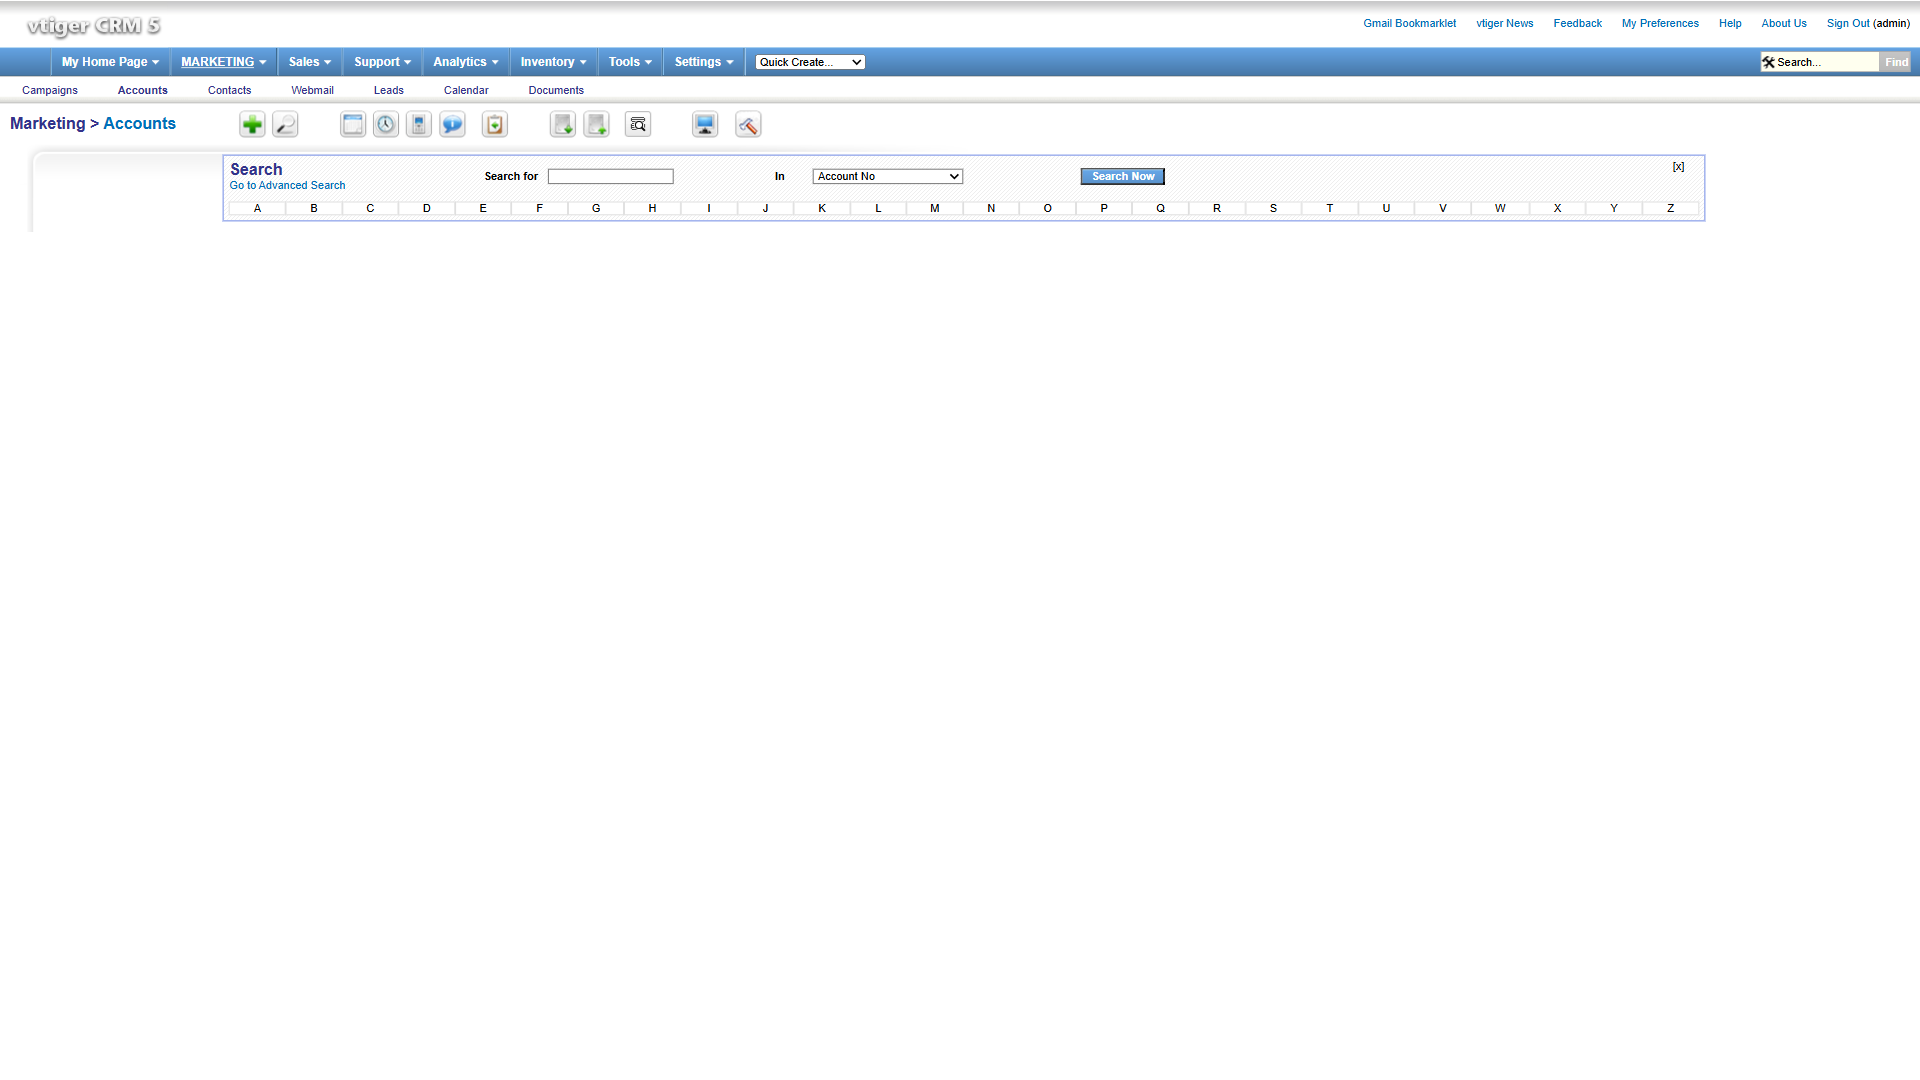 vtiger CRM 5
Gmail Bookmarklet vtiger News Feedback My Preferences Help About Us Sign Out (admin)
My Home Page MARKETING Sales Support Analytics Inventory Tools Settings Quick Create... Search... Find
Campaigns Accounts Contacts Webmail Leads Calendar Documents
Marketing > Accounts
Search
Go to Advanced Search
Search for In Account No Search Now [x]
A B C D E F G H I J K L M N O P Q R S T U V W X Y Z